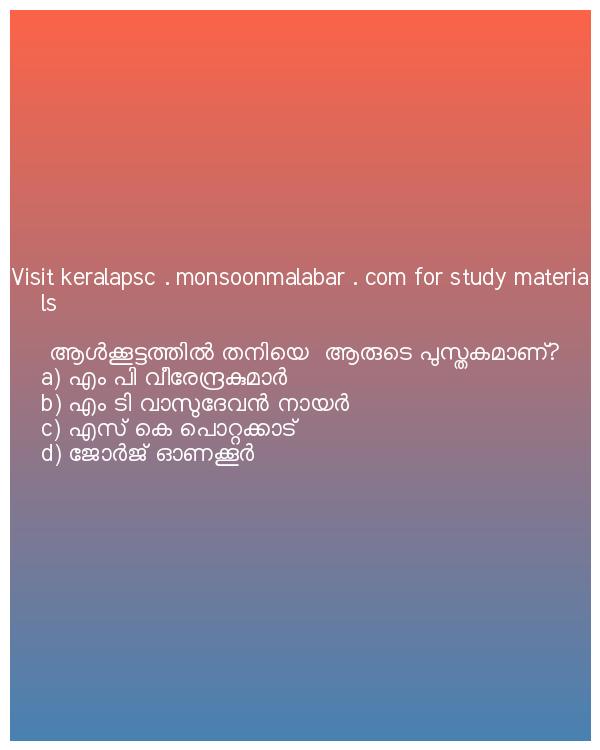 Visit keralapsc . monsoonmalabar . com for study materia
ls
ആൾക്കൂട്ടത്തിൽ തനിയെ  ആരുടെ പുസ്തകമാണ്?
a) എം പി വീരേന്ദ്രകുമാർ
b) എം ടി വാസുദേവൻ നായർ
c) എസ് കെ പൊറ്റക്കാട്
d) ജോർജ് ഓണക്കൂർ